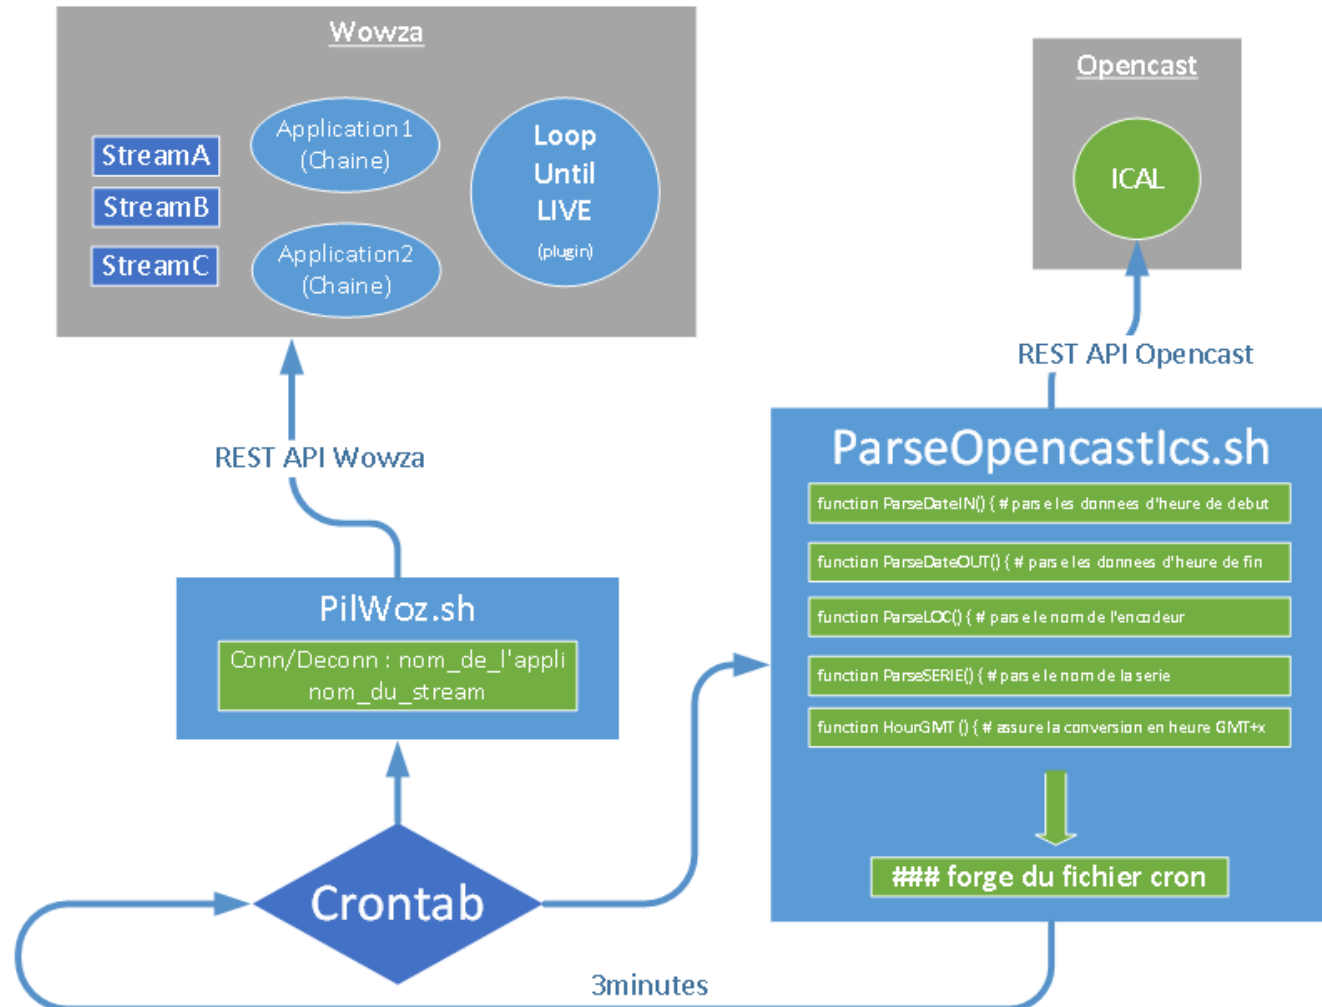 Wowza
StreamA
StreamB
StreamC
Application1
(Chaine)
Application2
(Chaine)
Loop
Until
LIVE
(plugin)
Opencast
ICAL
REST API Opencast
REST API Wowza
ParseOpencastIcs.sh
function ParseDateIN() { # parse les donnees d'heure de debut
function ParseDateOUT() { # parse les donnees d'heure de fin
function ParseLOC() { # parse le nom de l'encodeur
function ParseSERIE() { # parse le nom de la serie
function HourGMT () { # assure la conversion en heure GMT+x
### forge du fichier cron
PilWoz.sh
Conn/Deconn : nom_de_l'appli
nom_du_stream
Crontab
3minutes